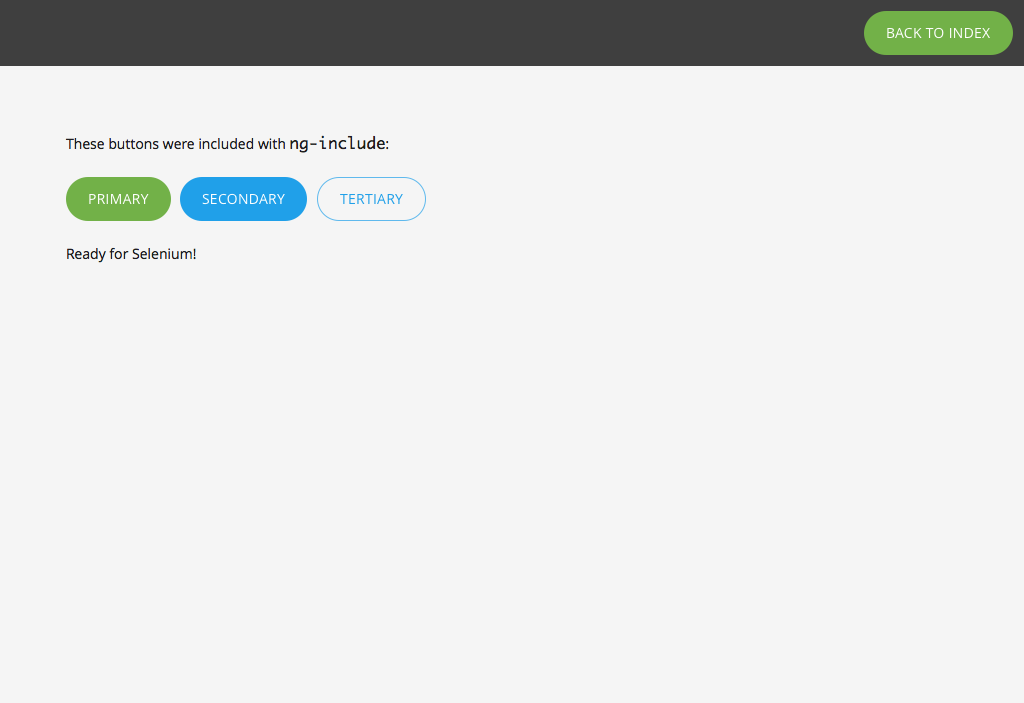 BACK TO INDEX
These buttons were included with ng-include:
PRIMARY SECONDARY TERTIARY
Ready for Selenium!